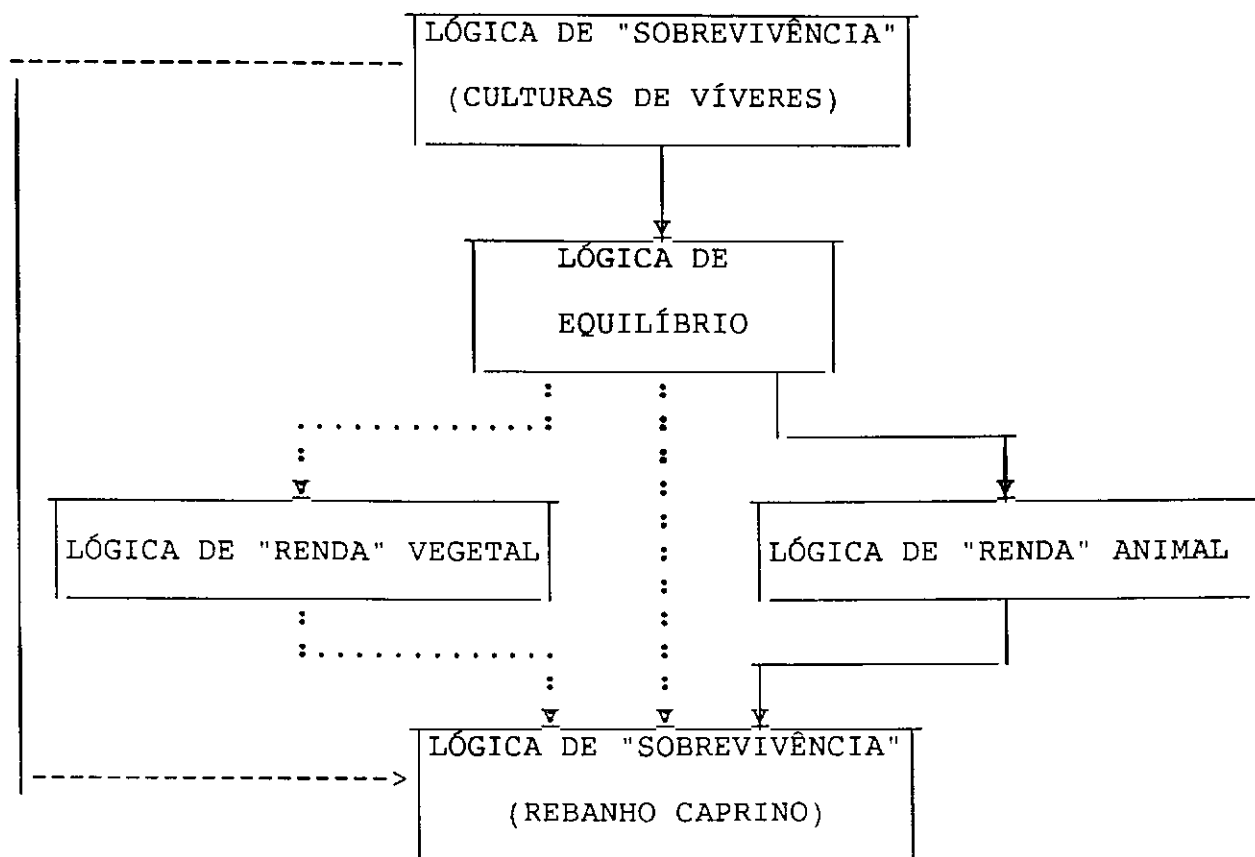 LÓGICA DE "SOBREVIVÊNCIA"
(CULTURAS DE VÍVERES)
LÓGICA DE
EQUILÍBRIO
LÓGICA DE "RENDA" VEGETAL
LÓGICA DE "RENDA" ANIMAL
LÓGICA DE "SOBREVIVÊNCIA"
(REBANHO CAPRINO)